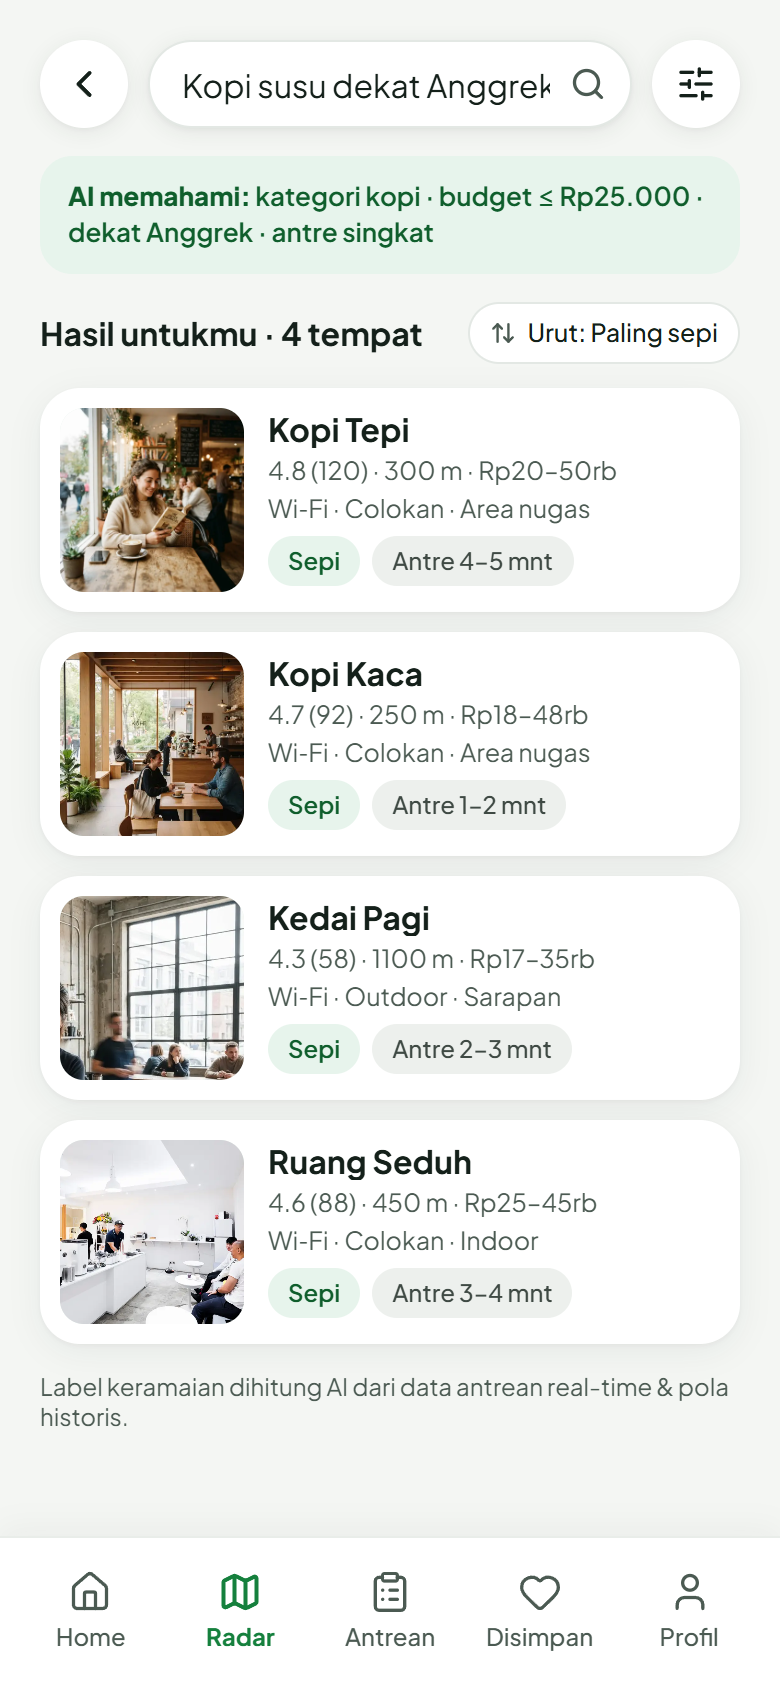 Kopi susu dekat Anggrek
AI memahami: kategori kopi · budget ≤ Rp25.000 ·
dekat Anggrek · antre singkat
Hasil untukmu · 4 tempat
Urut: Paling sepi
Kopi Tepi
4.8 (120) · 300 m · Rp20–50rb
Wi-Fi · Colokan · Area nugas
Sepi
Antre 4–5 mnt
Kopi Kaca
4.7 (92) · 250 m · Rp18–48rb
Wi-Fi · Colokan · Area nugas
Sepi
Antre 1–2 mnt
Kedai Pagi
4.3 (58) · 1100 m · Rp17–35rb
Wi-Fi · Outdoor · Sarapan
Sepi
Antre 2–3 mnt
Ruang Seduh
4.6 (88) · 450 m · Rp25–45rb
Wi-Fi · Colokan · Indoor
Sepi
Antre 3–4 mnt
Label keramaian dihitung AI dari data antrean real-time & pola
historis.
Home
Radar
Antrean
Disimpan
Profil